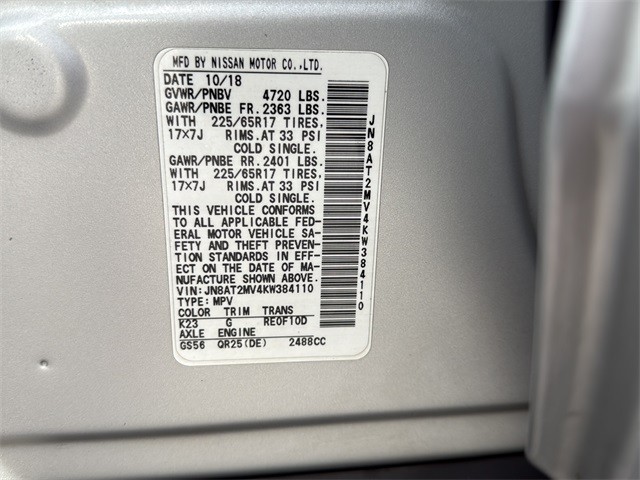 MFD BY NISSAN MOTOR CO.,LTD.
DATE 10/18
GVWR/PNBV 4720 LBS.
GAWR/PNBE FR. 2363 LBS.
WITH 225/65R17 TIRES,
17×7J RIMS. AT 33 PSI
COLD SINGLE.
GAWR/PNBE RR. 2401 LBS.
WITH 225/65R17 TIRES,
17×7J RIMS. AT 33 PSI
COLD SINGLE.
THIS VEHICLE CONFORMS
TO ALL APPLICABLE FED-
ERAL MOTOR VEHICLE SA-
FETY AND THEFT PREVEN-
TION STANDARDS IN EFF-
ECT ON THE DATE OF MA-
NUFACTURE SHOWN ABOVE.
VIN: JN8AT2MV4KW384110
TYPE: MPV
COLOR TRIM TRANS
K23 G RE0F10D
AXLE ENGINE
GS56 QR25(DE) 2488CC
JN8AT2MV4KW384110